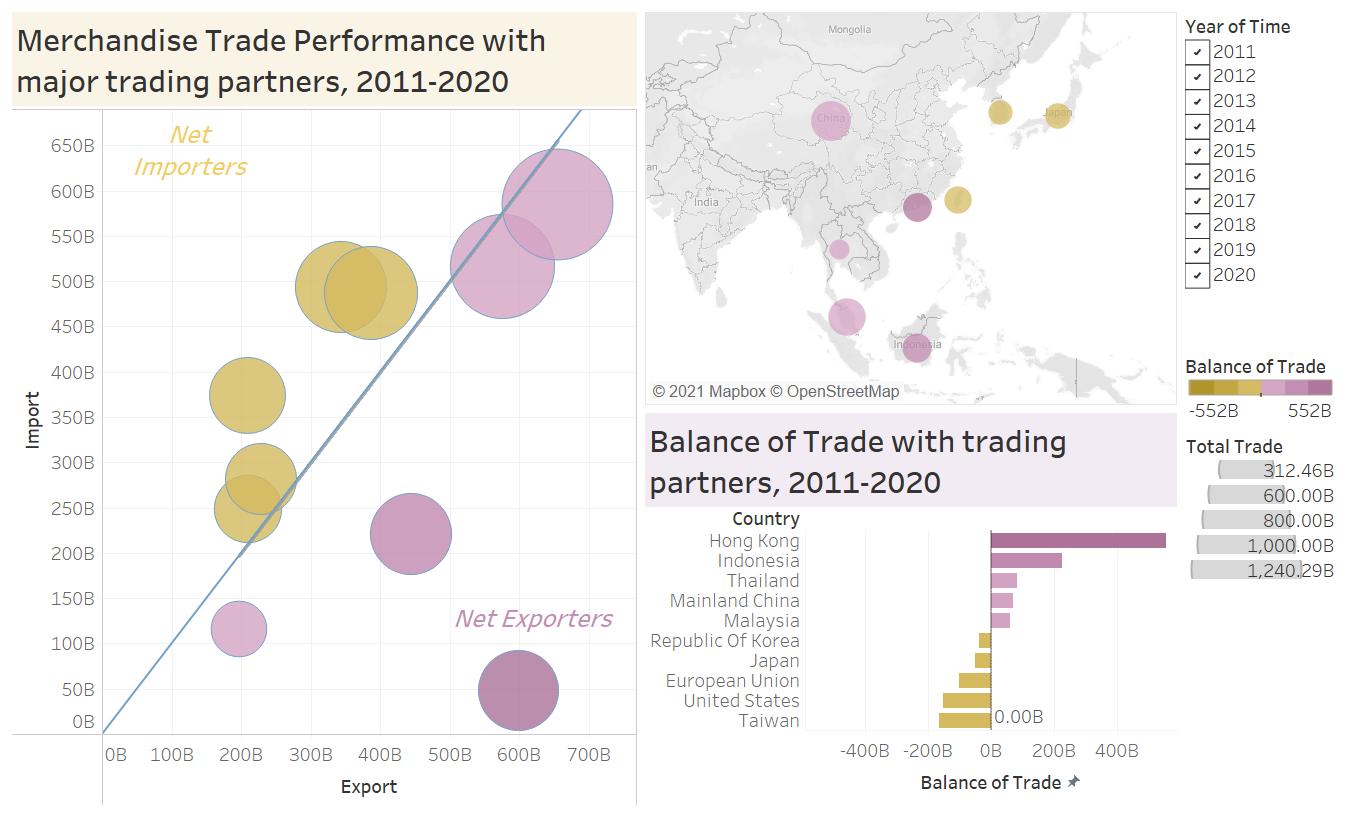 Merchandise Trade Performance with
major trading partners, 2011-2020
Net
Importers
650B
600B
550B
500B
450B
400B
350B
300B
250B
200B
150B
100B
50B
0B
Import
Net Exporters
0B 100B 200B 300B 400B 500B 600B 700B
Export
Mongolia
China
Japan
India
Indonesia
© 2021 Mapbox © OpenStreetMap
Balance of Trade with trading
partners, 2011-2020
Country
Hong Kong
Indonesia
Thailand
Mainland China
Malaysia
Republic Of Korea
Japan
European Union
United States
Taiwan
0.00B
-400B -200B 0B 200B 400B
Balance of Trade
Year of Time
2011
2012
2013
2014
2015
2016
2017
2018
2019
2020
Balance of Trade
-552B 552B
Total Trade
312.46B
600.00B
800.00B
1,000.00B
1,240.29B